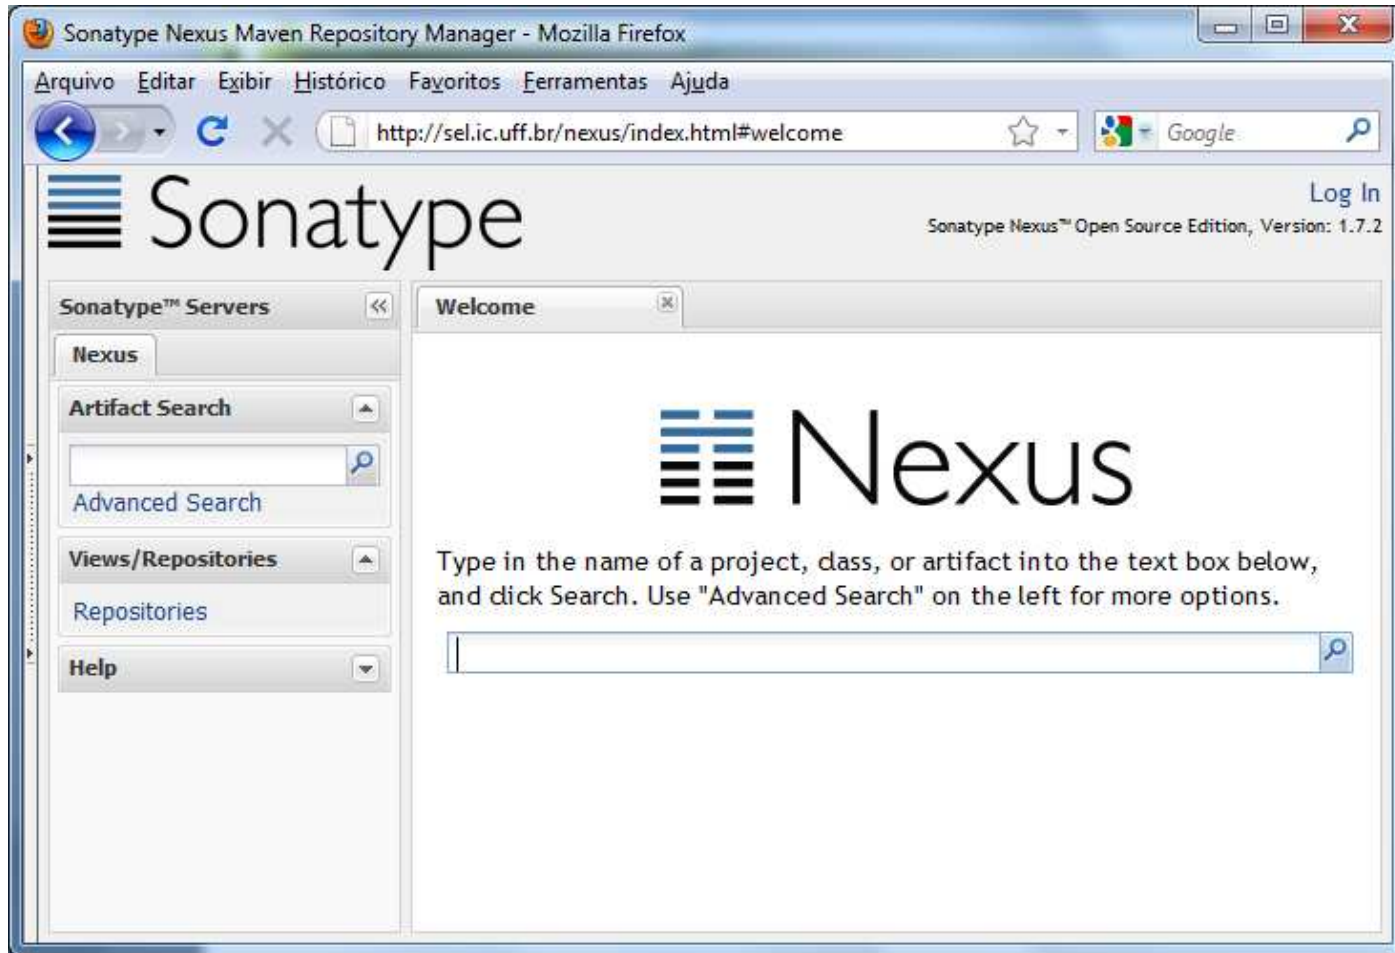 Sonatype Nexus Maven Repository Manager - Mozilla Firefox
Arquivo Editar Exibir Histórico Favoritos Ferramentas Ajuda
http://sel.ic.uff.br/nexus/index.html#welcome Google
Sonatype
Log In
Sonatype Nexus™ Open Source Edition, Version: 1.7.2
Sonatype™ Servers
Nexus
Artifact Search
Advanced Search
Views/Repositories
Repositories
Help
Welcome
Nexus
Type in the name of a project, class, or artifact into the text box below,
and click Search. Use "Advanced Search" on the left for more options.